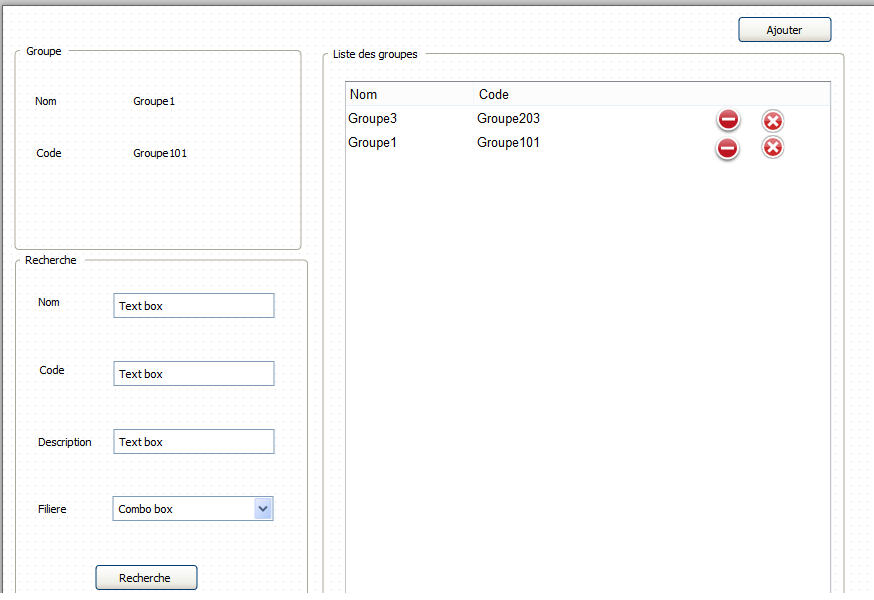 Ajouter
Groupe
Nom Groupe1
Code Groupe101
Recherche
Nom Text box
Code Text box
Description Text box
Filiere Combo box
Recherche
Liste des groupes
Nom Code
Groupe3 Groupe203
Groupe1 Groupe101